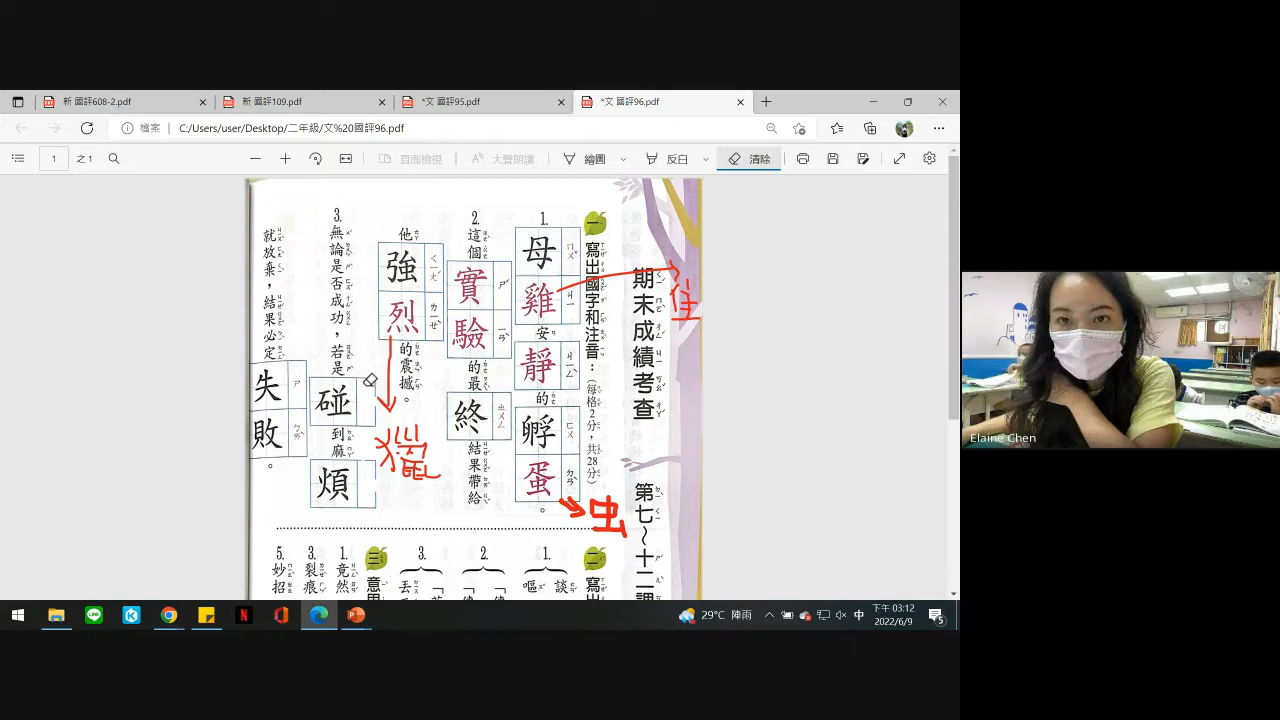 新 國評608-2.pdf
新 國評109.pdf
*文 國評95.pdf
*文 國評96.pdf
檔案
C:/Users/user/Desktop/二年級/文%20國評96.pdf
1
之 1
頁面檢視
大聲朗讀
繪圖
反白
清除
期末成績考查 第七~十二課
一 寫出國字和注音:(每格2分,共28分)
1. 母雞安靜的孵蛋。
2. 這個實驗的最終結果帶給
他強烈的震撼。
3. 無論是否成功,若是碰到麻煩
就放棄,結果必定失敗。
隹
獵
虫
二 寫出
1. 談
嘔
2.
3.
丟
三 意思
1. 竟然
3. 裂痕
5. 妙招
Elaine Chen
29°C 陣雨
中
下午 03:12
2022/6/9
5